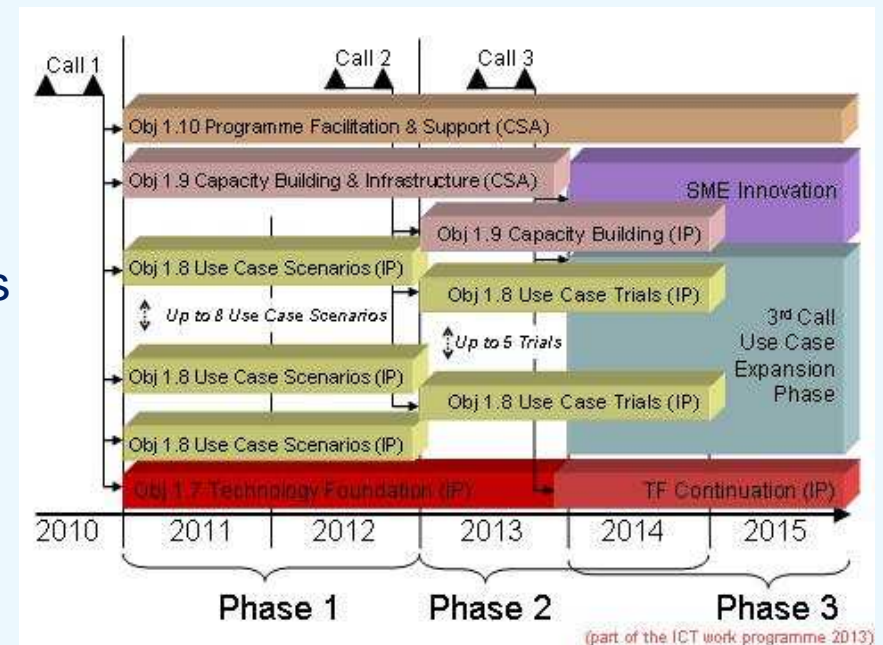 Call 1
Call 2
Call 3
Obj 1.10 Programme Facilitation & Support (CSA)
Obj 1.9 Capacity Building & Infrastructure (CSA)
SME Innovation
Obj 1.9 Capacity Building (IP)
Obj 1.8 Use Case Scenarios (IP)
s
Up to 8 Use Case Scenarios
Obj 1.8 Use Case Trials (IP)
Up to 5 Trials
3rd Call
Use Case
Expansion
Phase
Obj 1.8 Use Case Scenarios (IP)
Obj 1.8 Use Case Trials (IP)
Obj 1.8 Use Case Scenarios (IP)
Obj 1.7 Technology Foundation (IP)
TF Continuation (IP)
2010 2011 2012 2013 2014 2015
Phase 1 Phase 2 Phase 3
(part of the ICT work programme 2013)